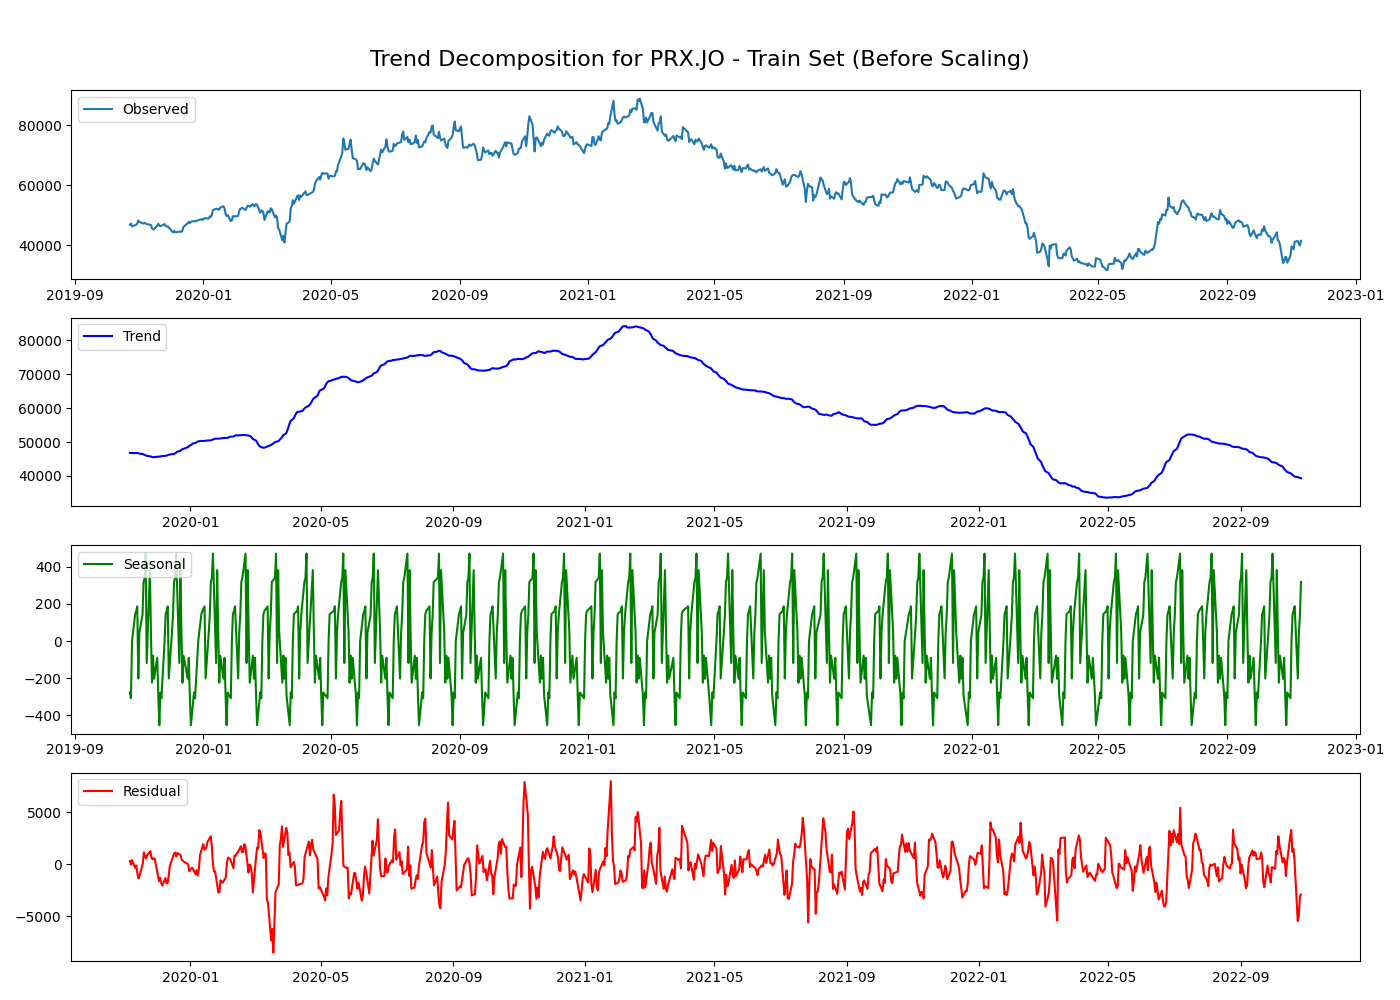 Trend Decomposition for PRX.JO - Train Set (Before Scaling)
Observed
80000
60000
40000
2019-09 2020-01 2020-05 2020-09 2021-01 2021-05 2021-09 2022-01 2022-05 2022-09 2023-01
Trend
80000
70000
60000
50000
40000
2020-01 2020-05 2020-09 2021-01 2021-05 2021-09 2022-01 2022-05 2022-09
Seasonal
400
200
0
−200
−400
2019-09 2020-01 2020-05 2020-09 2021-01 2021-05 2021-09 2022-01 2022-05 2022-09 2023-01
Residual
5000
0
−5000
2020-01 2020-05 2020-09 2021-01 2021-05 2021-09 2022-01 2022-05 2022-09